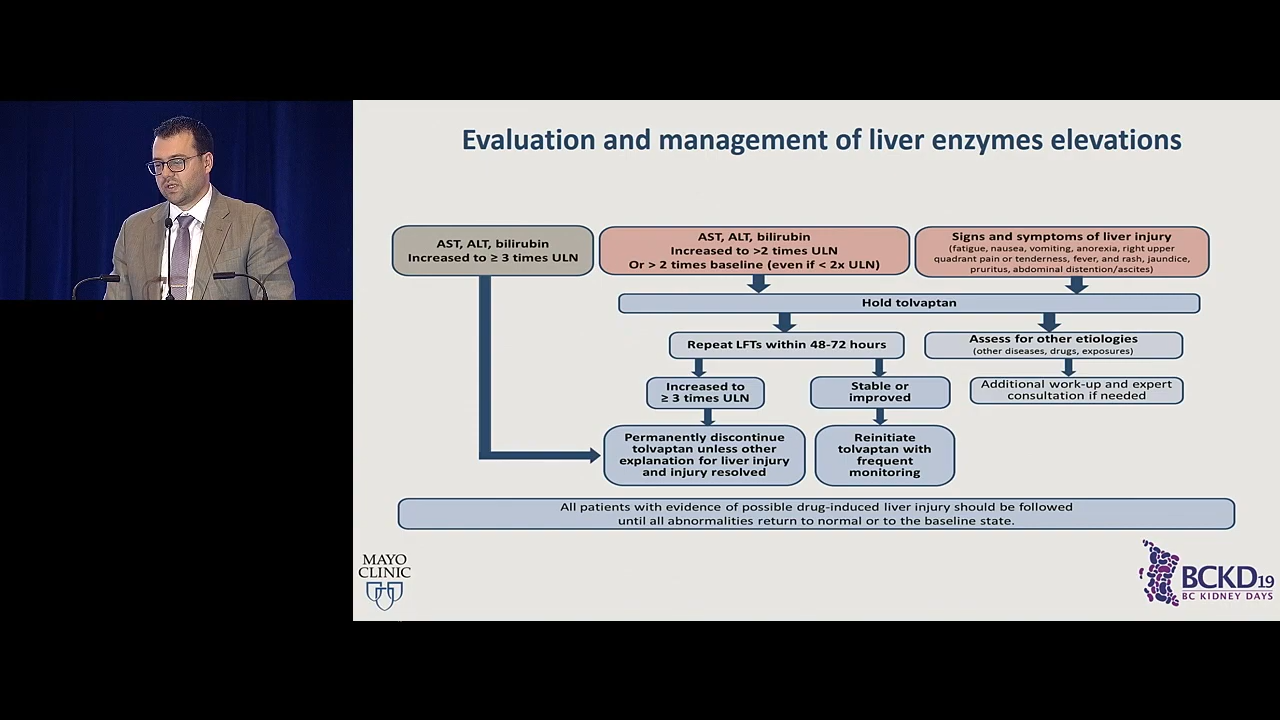 Evaluation and management of liver enzymes elevations
AST, ALT, bilirubin
Increased to ≥ 3 times ULN
AST, ALT, bilirubin
Increased to >2 times ULN
Or > 2 times baseline (even if < 2x ULN)
Signs and symptoms of liver injury
(fatigue, nausea, vomiting, anorexia, right upper
quadrant pain or tenderness, fever, and rash, jaundice,
pruritus, abdominal distention/ascites)
Hold tolvaptan
Repeat LFTs within 48-72 hours
Assess for other etiologies
(other diseases, drugs, exposures)
Increased to
≥ 3 times ULN
Stable or
improved
Additional work-up and expert
consultation if needed
Permanently discontinue
tolvaptan unless other
explanation for liver injury
and injury resolved
Reinitiate
tolvaptan with
frequent
monitoring
All patients with evidence of possible drug-induced liver injury should be followed
until all abnormalities return to normal or to the baseline state.
MAYO
CLINIC
BCKD19
BC KIDNEY DAYS